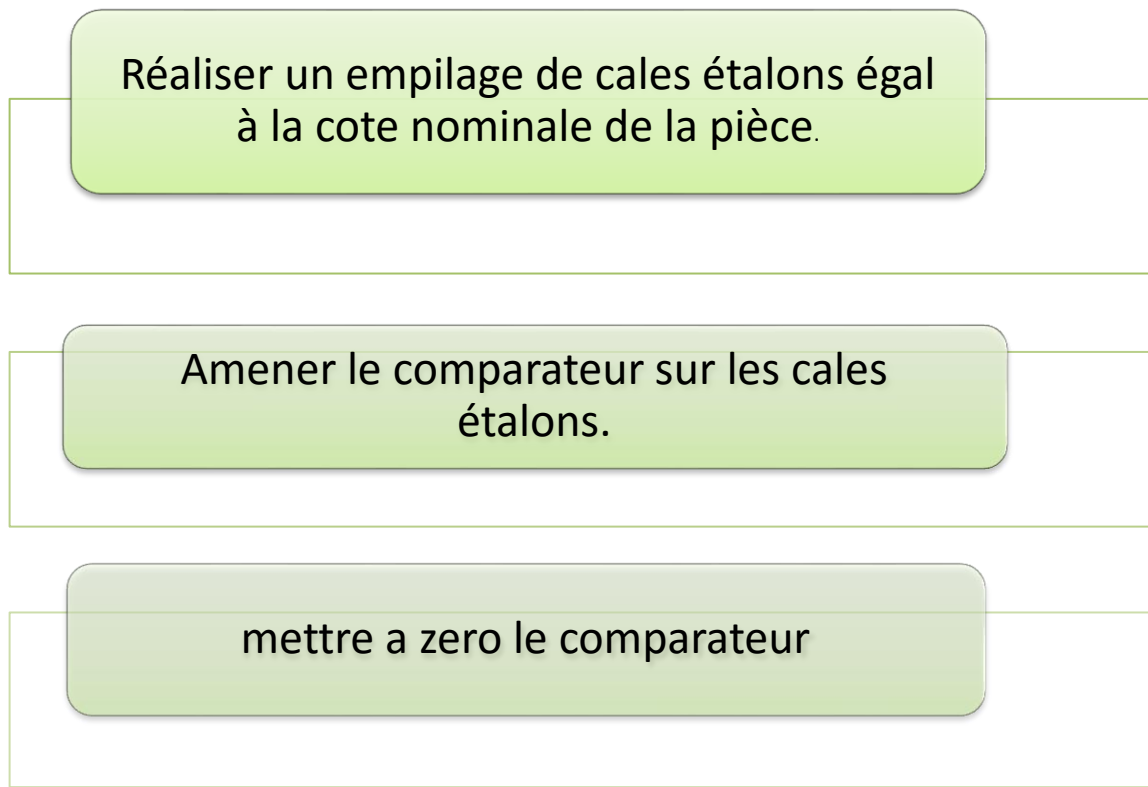 Réaliser un empilage de cales étalons égal
à la cote nominale de la pièce.
Amener le comparateur sur les cales
étalons.
mettre a zero le comparateur